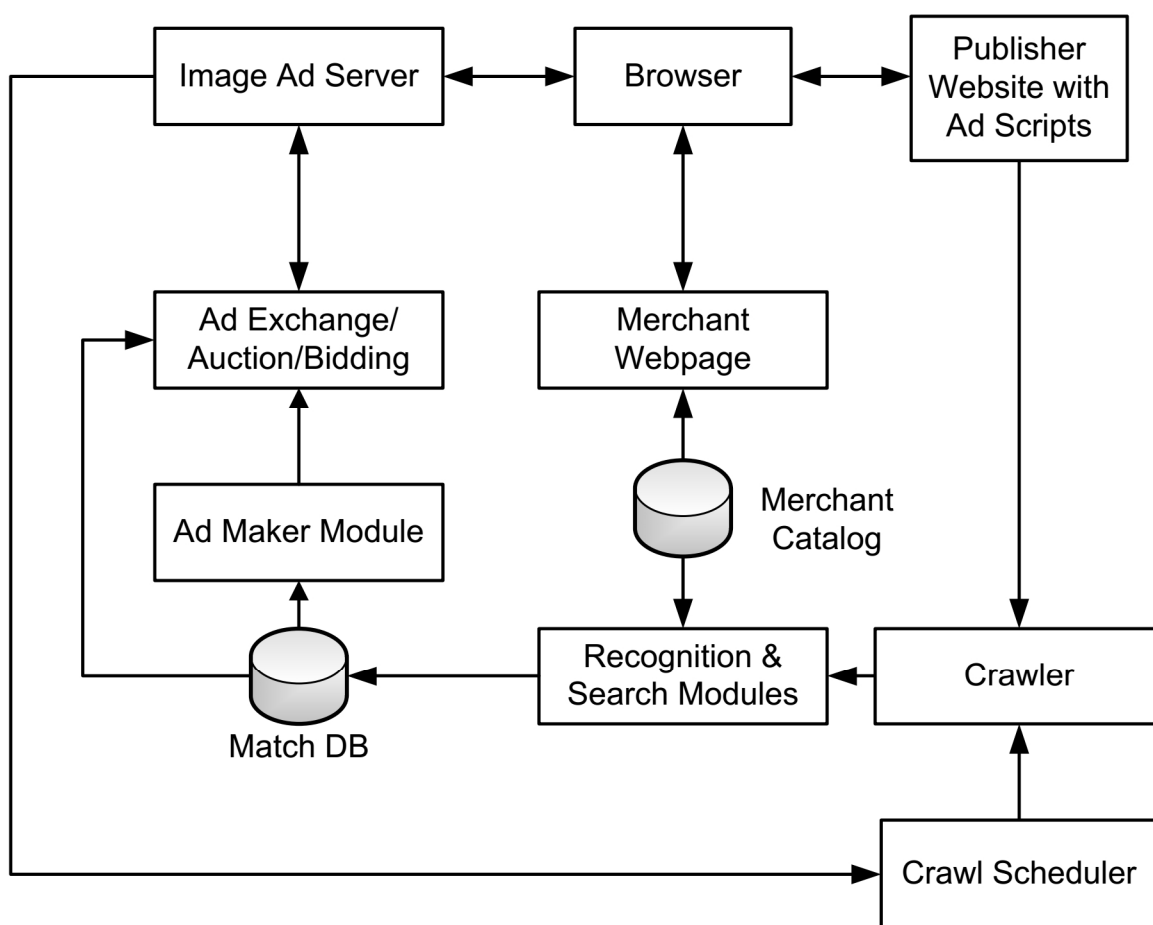 Image Ad Server
Browser
Publisher
Website with
Ad Scripts
Ad Exchange/
Auction/Bidding
Merchant
Webpage
Ad Maker Module
Merchant
Catalog
Recognition &
Search Modules
Crawler
Match DB
Crawl Scheduler